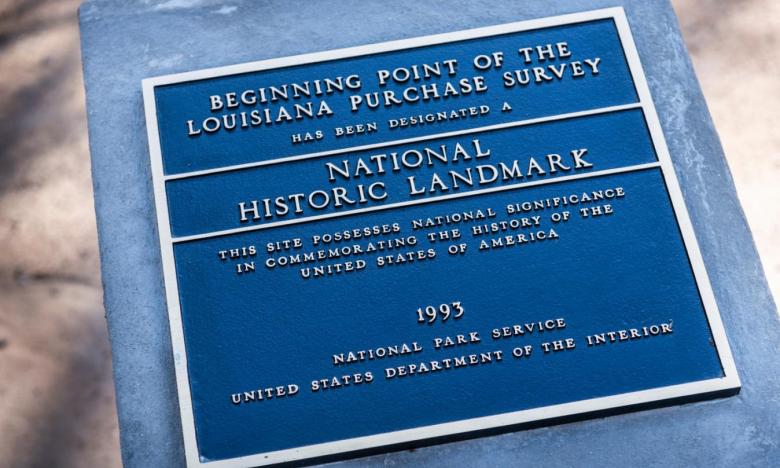 BEGINNING POINT OF THE
LOUISIANA PURCHASE SURVEY
HAS BEEN DESIGNATED A
NATIONAL
HISTORIC LANDMARK
THIS SITE POSSESSES NATIONAL SIGNIFICANCE
IN COMMEMORATING THE HISTORY OF THE
UNITED STATES OF AMERICA
1993
NATIONAL PARK SERVICE
UNITED STATES DEPARTMENT OF THE INTERIOR